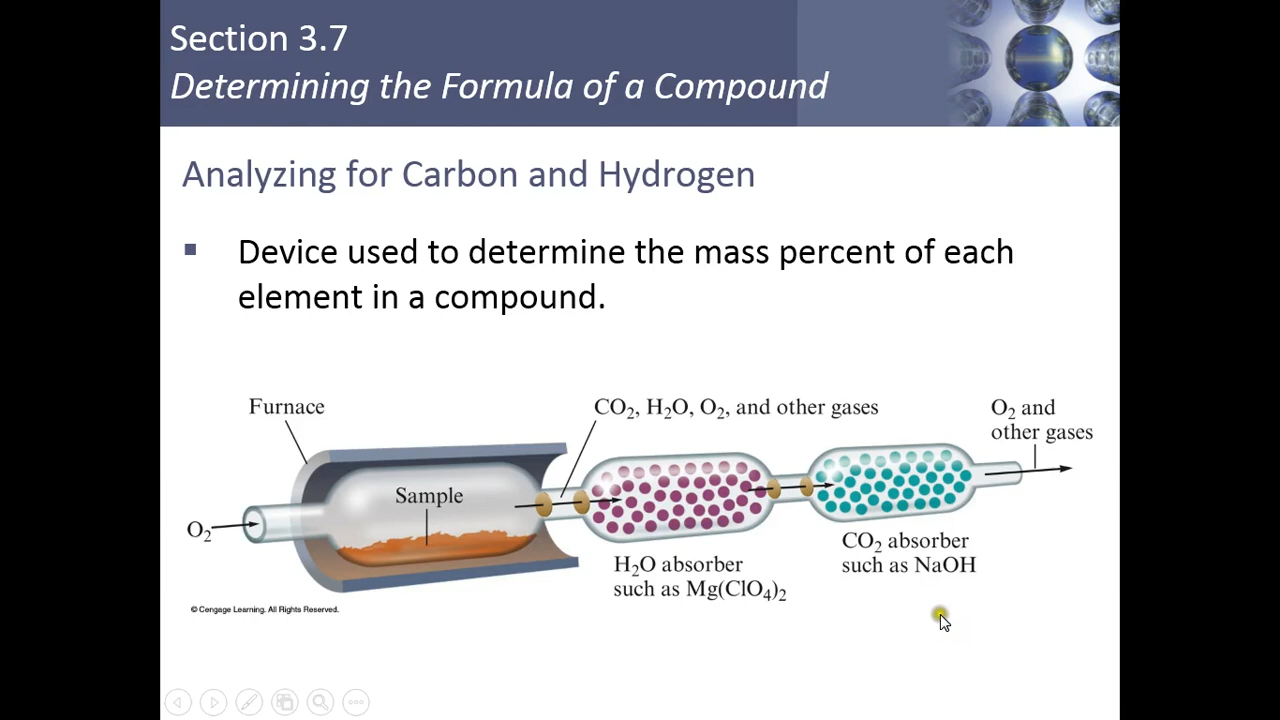 Section 3.7
Determining the Formula of a Compound
Analyzing for Carbon and Hydrogen
Device used to determine the mass percent of each
element in a compound.
Furnace
CO₂, H₂O, O₂, and other gases
O₂ and
other gases
Sample
O₂
H₂O absorber
such as Mg(ClO₄)₂
CO₂ absorber
such as NaOH
© Cengage Learning. All Rights Reserved.